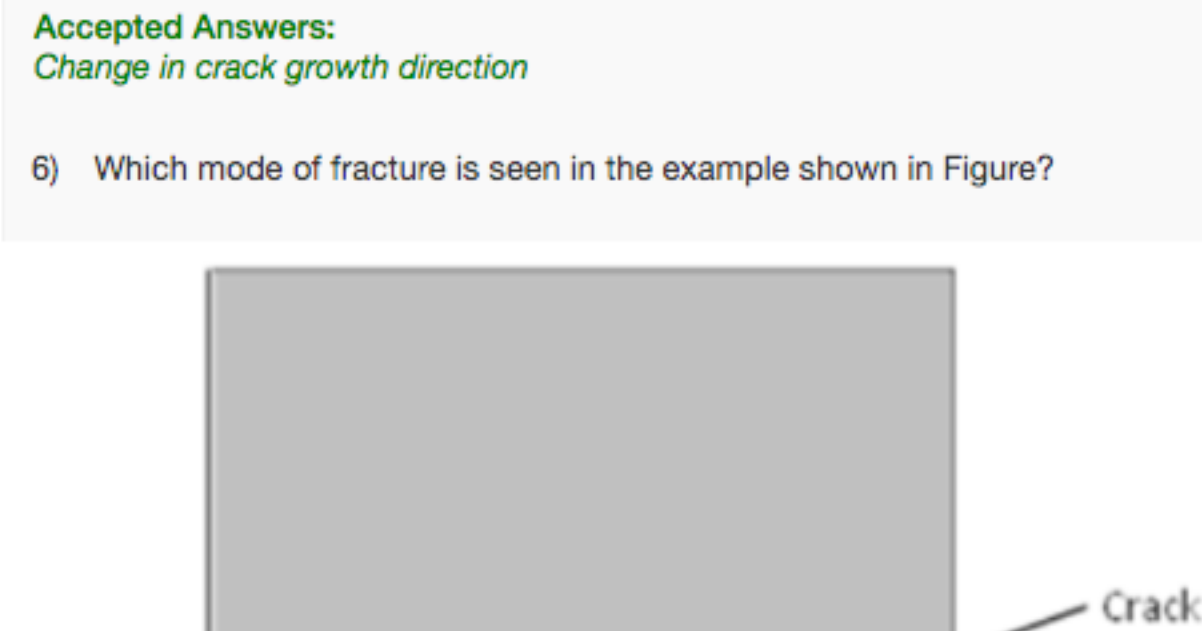 Accepted Answers:
Change in crack growth direction
6) Which mode of fracture is seen in the example shown in Figure?
Crack